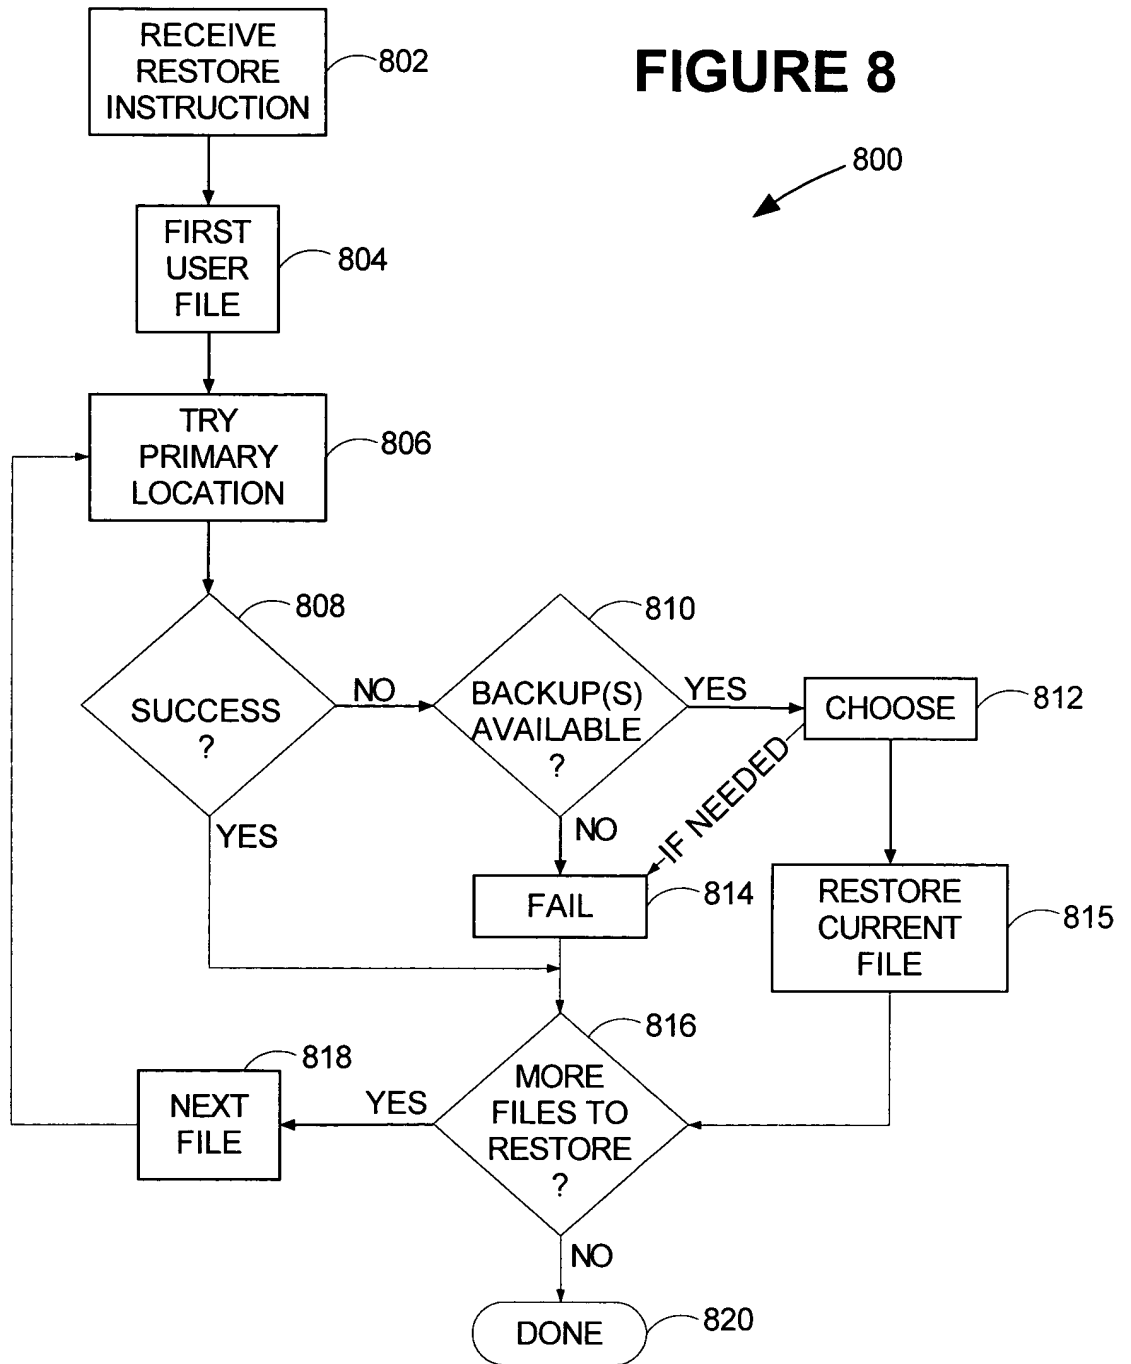 RECEIVE
RESTORE
INSTRUCTION
802
FIGURE 8
800
FIRST
USER
FILE
804
TRY
PRIMARY
LOCATION
806
808
SUCCESS
?
NO
YES
810
BACKUP(S)
AVAILABLE
?
YES
NO
CHOOSE
812
IF NEEDED
FAIL
814
RESTORE
CURRENT
FILE
815
816
MORE
FILES TO
RESTORE
?
YES
818
NEXT
FILE
NO
DONE
820